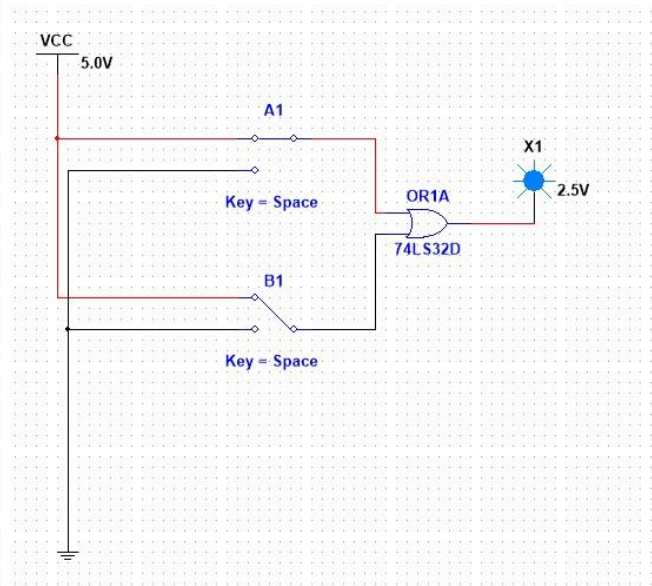 VCC
5.0V
A1
Key = Space
X1
2.5V
OR1A
74LS32D
B1
Key = Space